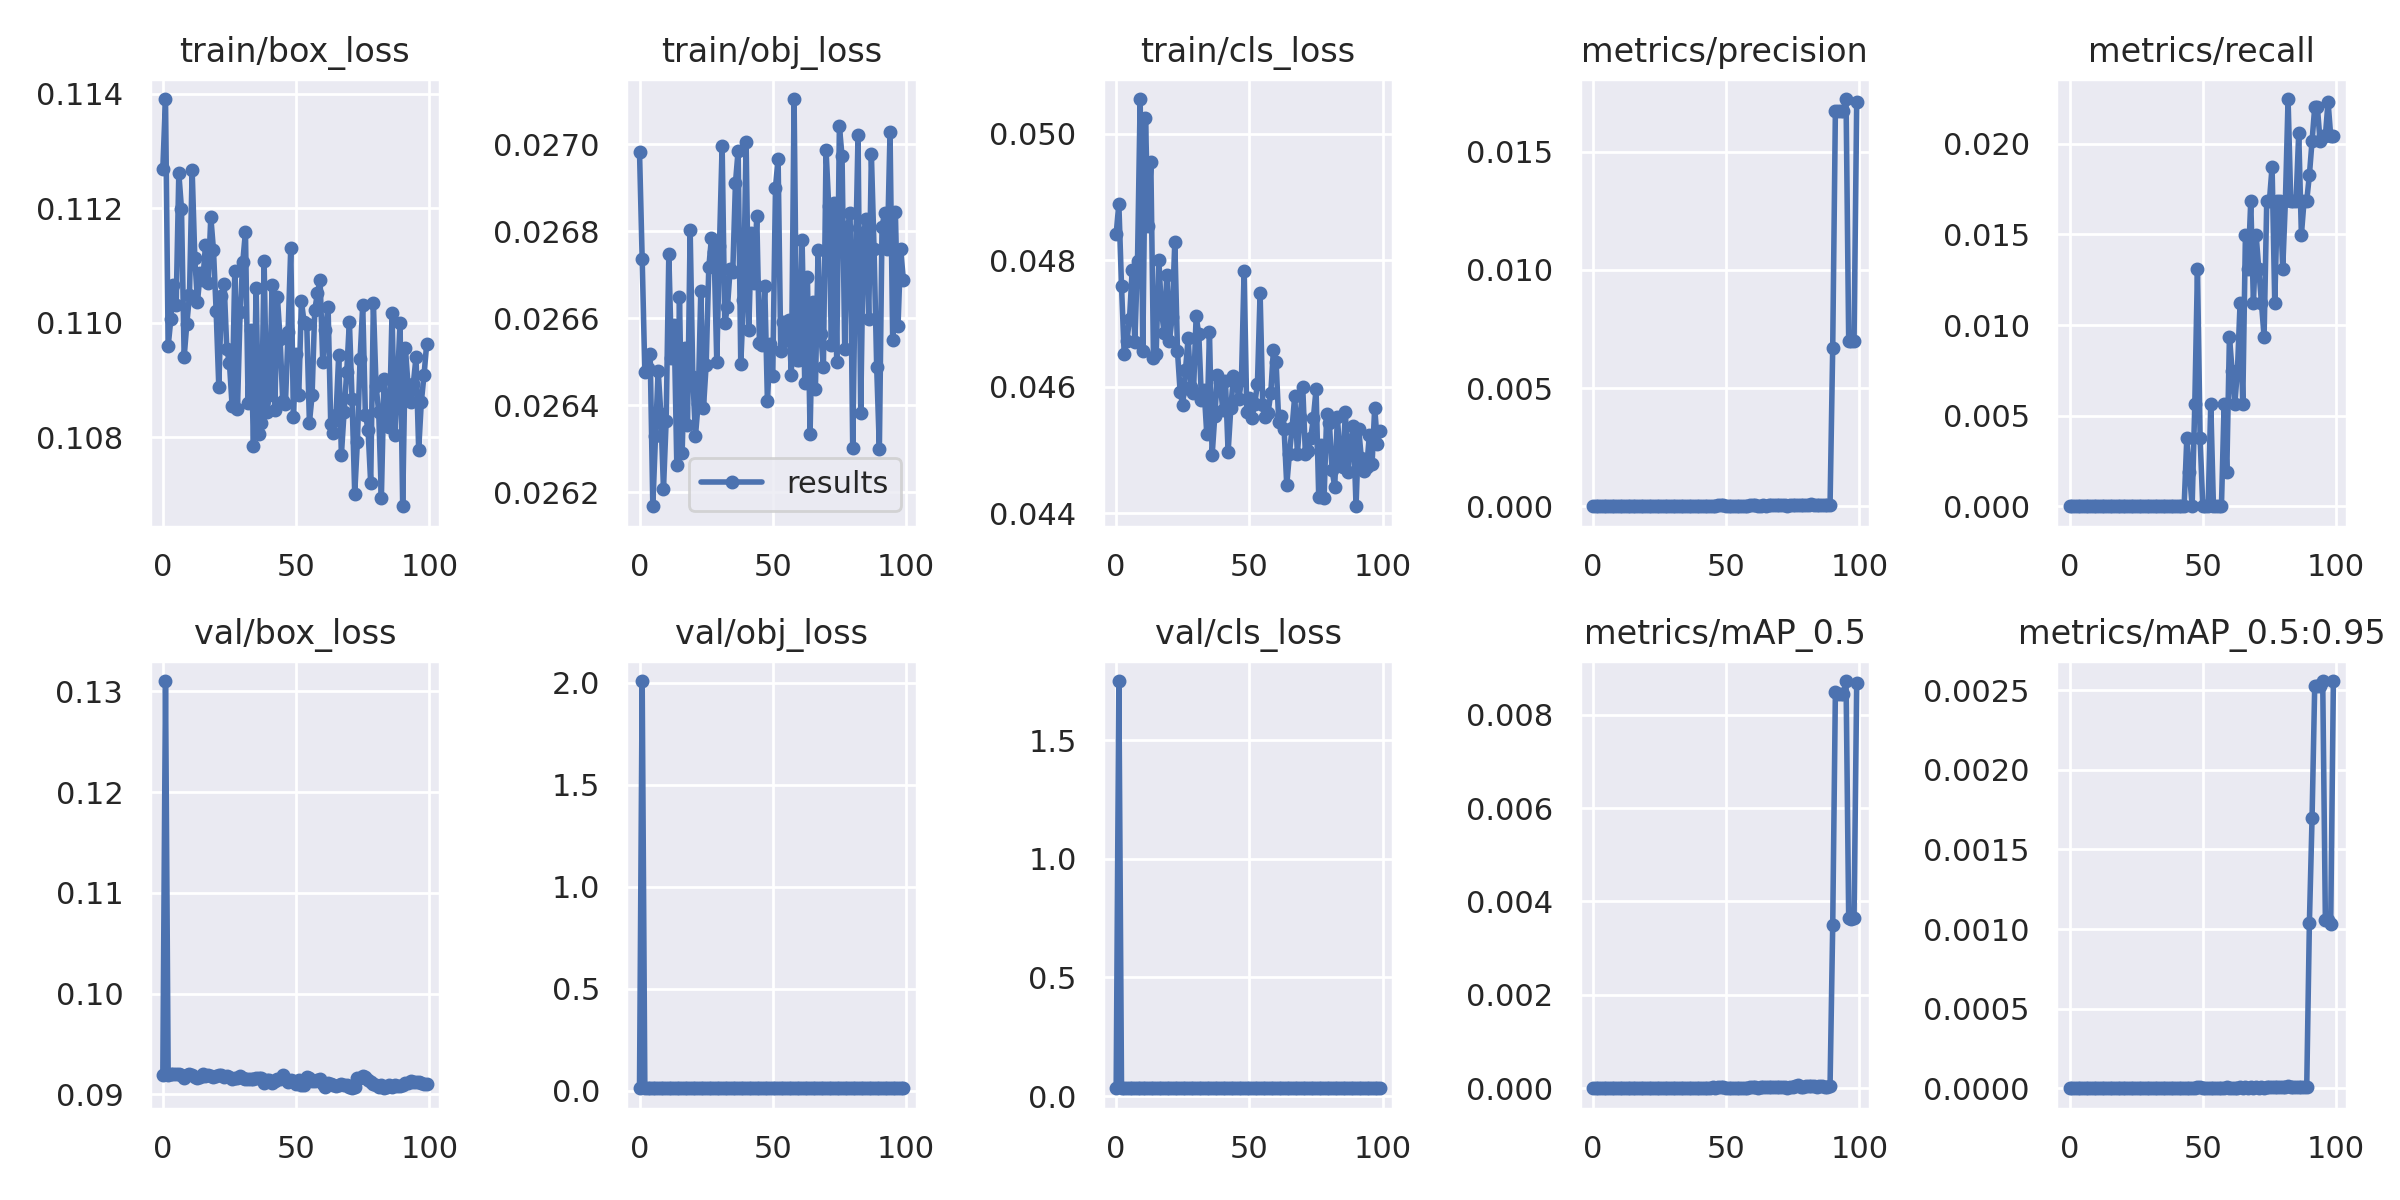 train/box_loss
train/obj_loss
train/cls_loss
metrics/precision
metrics/recall
0.114
0.112
0.110
0.108
0 50 100
0.0270
0.0268
0.0266
0.0264
0.0262
results
0 50 100
0.050
0.048
0.046
0.044
0 50 100
0.015
0.010
0.005
0.000
0 50 100
0.020
0.015
0.010
0.005
0.000
0 50 100
val/box_loss
val/obj_loss
val/cls_loss
metrics/mAP_0.5
metrics/mAP_0.5:0.95
0.13
0.12
0.11
0.10
0.09
0 50 100
2.0
1.5
1.0
0.5
0.0
0 50 100
1.5
1.0
0.5
0.0
0 50 100
0.008
0.006
0.004
0.002
0.000
0 50 100
0.0025
0.0020
0.0015
0.0010
0.0005
0.0000
0 50 100